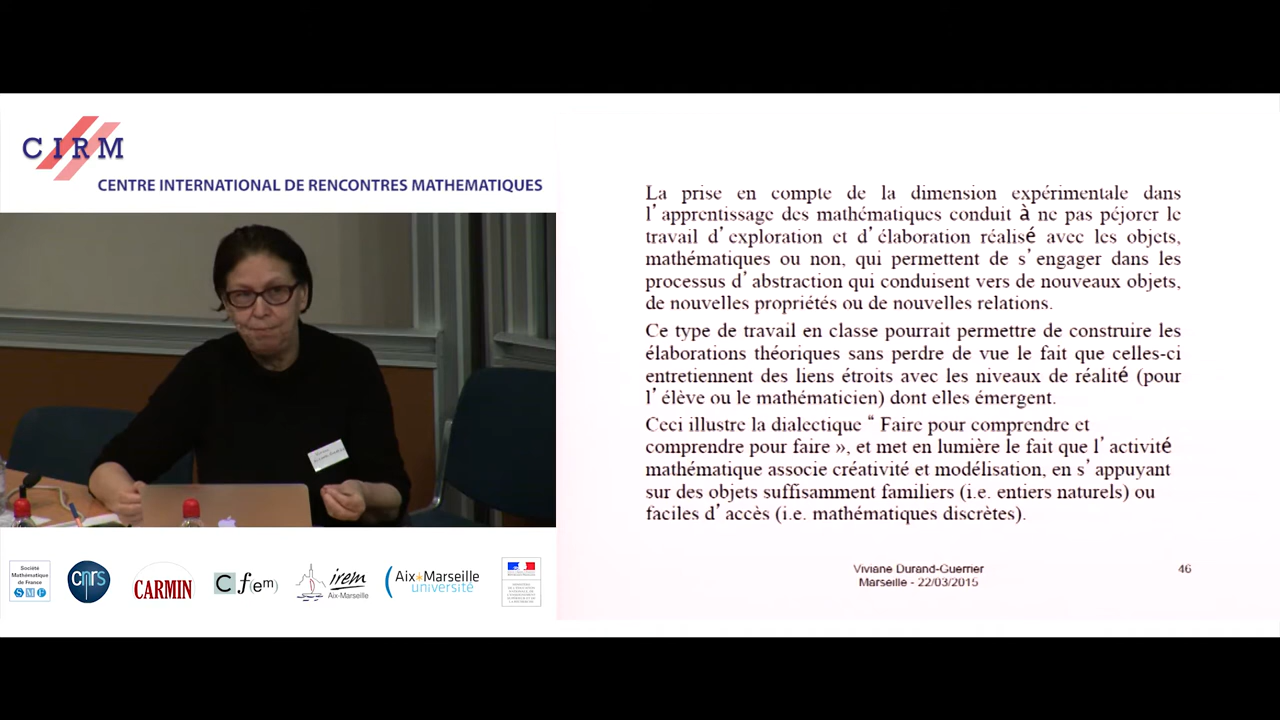 CIRM
CENTRE INTERNATIONAL DE RENCONTRES MATHEMATIQUES
La prise en compte de la dimension expérimentale dans
l'apprentissage des mathématiques conduit à ne pas péjorer le
travail d'exploration et d'élaboration réalisé avec les objets,
mathématiques ou non, qui permettent de s'engager dans les
processus d'abstraction qui conduisent vers de nouveaux objets,
de nouvelles propriétés ou de nouvelles relations.
Ce type de travail en classe pourrait permettre de construire les
élaborations théoriques sans perdre de vue le fait que celles-ci
entretiennent des liens étroits avec les niveaux de réalité (pour
l'élève ou le mathématicien) dont elles émergent.
Ceci illustre la dialectique “ Faire pour comprendre et
comprendre pour faire », et met en lumière le fait que l'activité
mathématique associe créativité et modélisation, en s'appuyant
sur des objets suffisamment familiers (i.e. entiers naturels) ou
faciles d'accès (i.e. mathématiques discrètes).
Viviane Durand-Guerrier
Marseille - 22/03/2015
46
Société
Mathématique
de France
SMF
cnrs
CARMIN
Cf(em)
irem
Aix-Marseille
Aix*Marseille
université